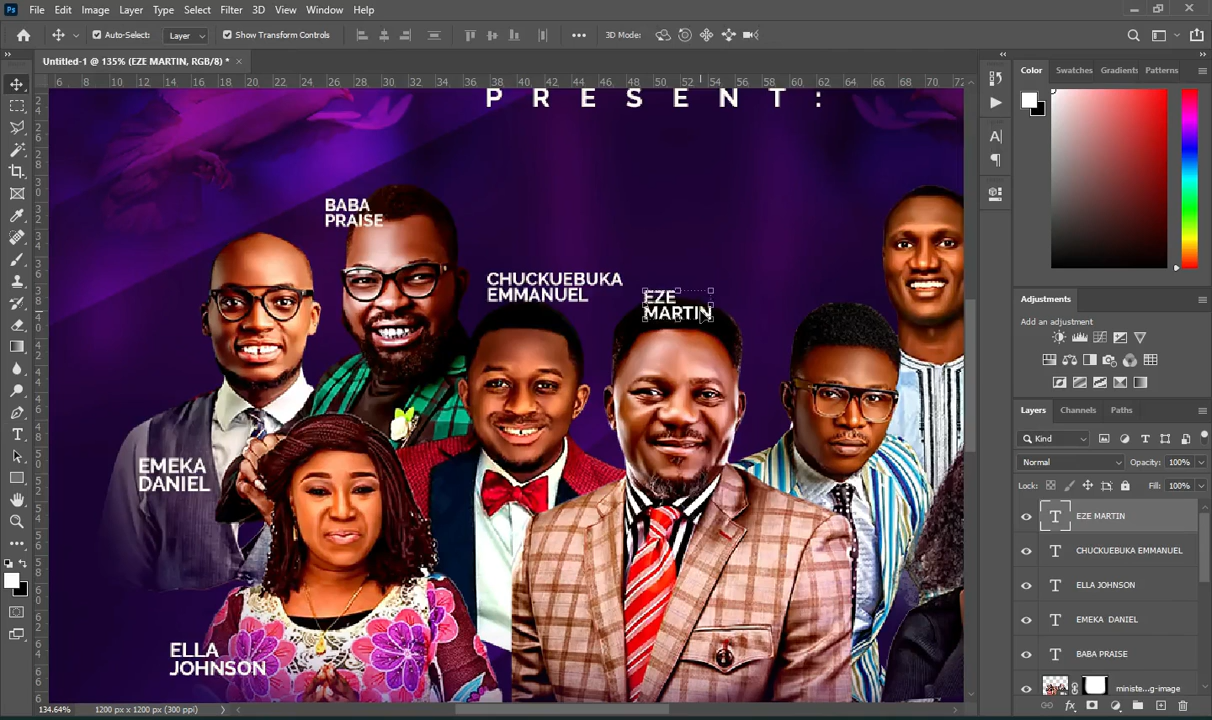 Ps File Edit Image Layer Type Select Filter 3D View Window Help
Auto-Select: Layer Show Transform Controls 3D Mode:
Untitled-1 @ 135% (EZE MARTIN, RGB/8) *
PRESENT:
BABA
PRAISE
CHUCKUEBUKA
EMMANUEL
EZE
MARTIN
EMEKA
DANIEL
ELLA
JOHNSON
134.64% 1200 px x 1200 px (300 ppi)
Color Swatches Gradients Patterns
Adjustments
Add an adjustment
Layers Channels Paths
Kind
Normal Opacity: 100%
Lock: Fill: 100%
EZE MARTIN
CHUCKUEBUKA EMMANUEL
ELLA JOHNSON
EMEKA DANIEL
BABA PRAISE
ministe...g-image